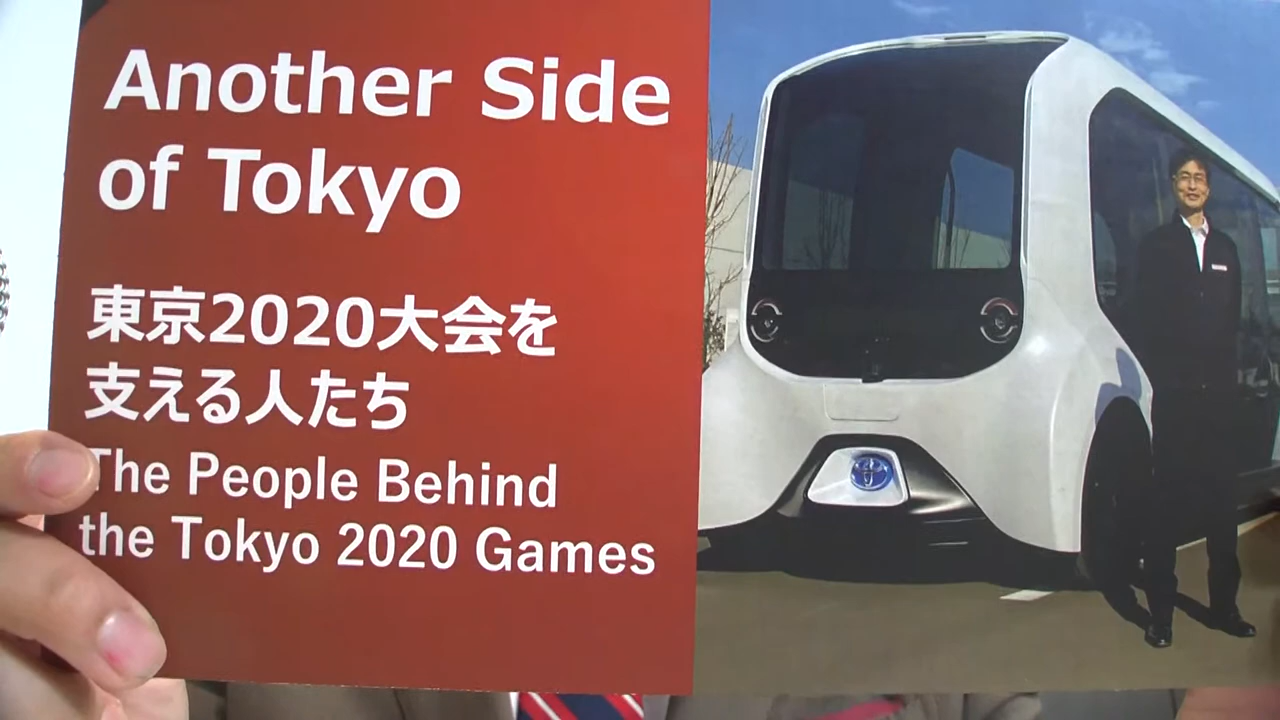 Another Side
of Tokyo
東京2020大会を
支える人たち
The People Behind
the Tokyo 2020 Games